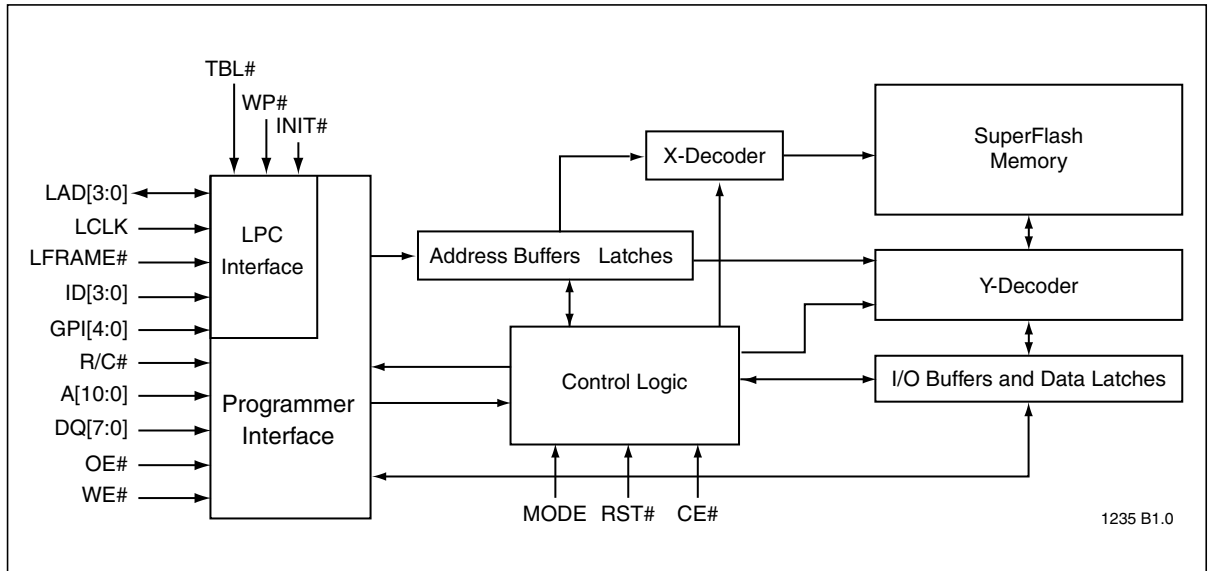 TBL#
WP#
INIT#
LAD[3:0]
LCLK
LFRAME#
ID[3:0]
GPI[4:0]
R/C#
A[10:0]
DQ[7:0]
OE#
WE#
LPC
Interface
Programmer
Interface
X-Decoder
SuperFlash
Memory
Address Buffers Latches
Y-Decoder
Control Logic
I/O Buffers and Data Latches
MODE RST# CE#
1235 B1.0